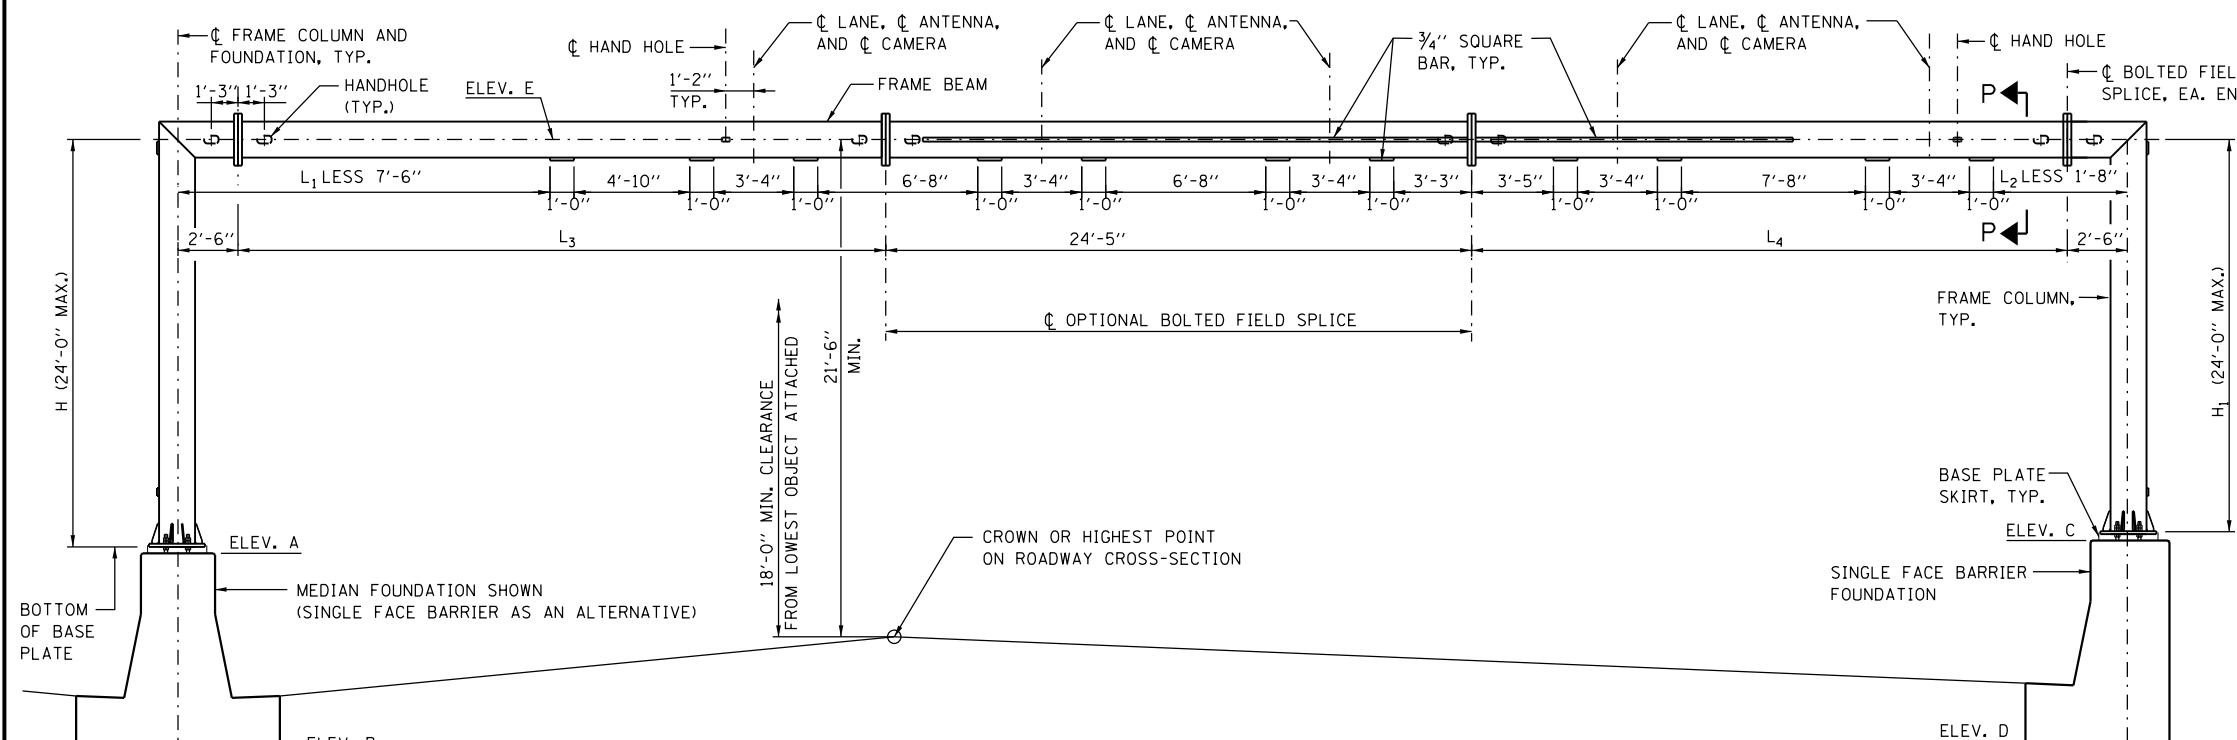 ℄ FRAME COLUMN AND
FOUNDATION, TYP.
℄ HAND HOLE
℄ LANE, ℄ ANTENNA,
AND ℄ CAMERA
℄ LANE, ℄ ANTENNA,
AND ℄ CAMERA
3/4'' SQUARE
BAR, TYP.
℄ LANE, ℄ ANTENNA,
AND ℄ CAMERA
℄ HAND HOLE
℄ BOLTED FIEL
SPLICE, EA. EN
1'-3'' 1'-3''
HANDHOLE
(TYP.)
ELEV. E
1'-2''
TYP.
FRAME BEAM
P
L1 LESS 7'-6''
4'-10''
3'-4''
6'-8''
3'-4''
6'-8''
3'-4''
3'-3''
3'-5''
3'-4''
7'-8''
3'-4''
L2 LESS 1'-8''
1'-0''
1'-0''
1'-0''
1'-0''
1'-0''
1'-0''
1'-0''
1'-0''
1'-0''
1'-0''
1'-0''
2'-6''
L3
24'-5''
L4
P
2'-6''
H (24'-0'' MAX.)
18'-0'' MIN. CLEARANCE
FROM LOWEST OBJECT ATTACHED
21'-6''
MIN.
℄ OPTIONAL BOLTED FIELD SPLICE
FRAME COLUMN,
TYP.
H1 (24'-0'' MAX.)
BASE PLATE
SKIRT, TYP.
ELEV. A
ELEV. C
CROWN OR HIGHEST POINT
ON ROADWAY CROSS-SECTION
MEDIAN FOUNDATION SHOWN
(SINGLE FACE BARRIER AS AN ALTERNATIVE)
SINGLE FACE BARRIER
FOUNDATION
BOTTOM
OF BASE
PLATE
ELEV. D